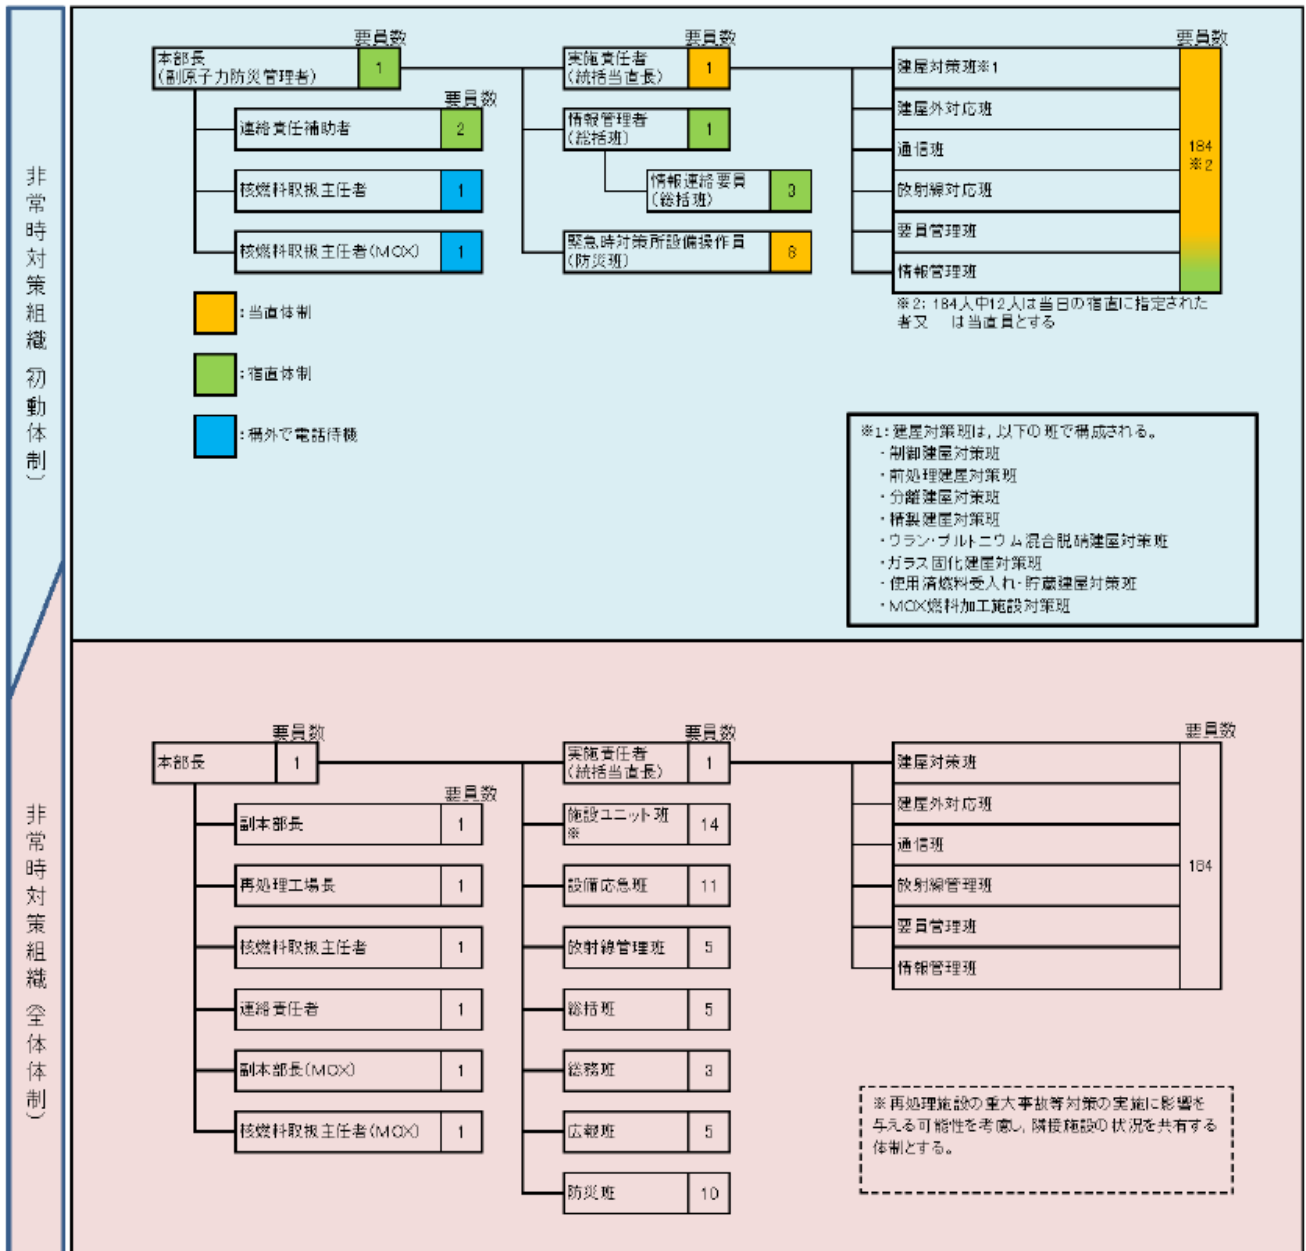 非常時対策組織（初動体制）
要員数
本部長
(副原子力防災管理者)
1
要員数
連絡責任補助者
2
核燃料取扱主任者
1
核燃料取扱主任者(MOX)
1
：当直体制
：宿直体制
：構外で電話待機
要員数
実施責任者
(統括当直長)
1
情報管理者
(総括班)
1
情報連絡要員
(総括班)
3
緊急時対策所設備操作員
(防災班)
8
要員数
建屋対策班※1
建屋外対応班
通信班
放射線対応班
要員管理班
情報管理班
184
※2
※2：184人中12人は当日の宿直に指定された
者又　は当直員とする
※1：建屋対策班は，以下の班で構成される。
・制御建屋対策班
・前処理建屋対策班
・分離建屋対策班
・精製建屋対策班
・ウラン・プルトニウム混合脱硝建屋対策班
・ガラス固化建屋対策班
・使用済燃料受入れ・貯蔵建屋対策班
・MOX燃料加工施設対策班
非常時対策組織（全体体制）
要員数
本部長
1
要員数
副本部長
1
再処理工場長
1
核燃料取扱主任者
1
連絡責任者
1
副本部長(MOX)
1
核燃料取扱主任者(MOX)
1
要員数
実施責任者
(統括当直長)
1
施設ユニット班
※
14
設備応急班
11
放射線管理班
5
総括班
5
総務班
3
広報班
5
防災班
10
要員数
建屋対策班
建屋外対応班
通信班
放射線管理班
要員管理班
情報管理班
184
※再処理施設の重大事故等対策の実施に影響を
与える可能性を考慮し，隣接施設の状況を共有する
体制とする。